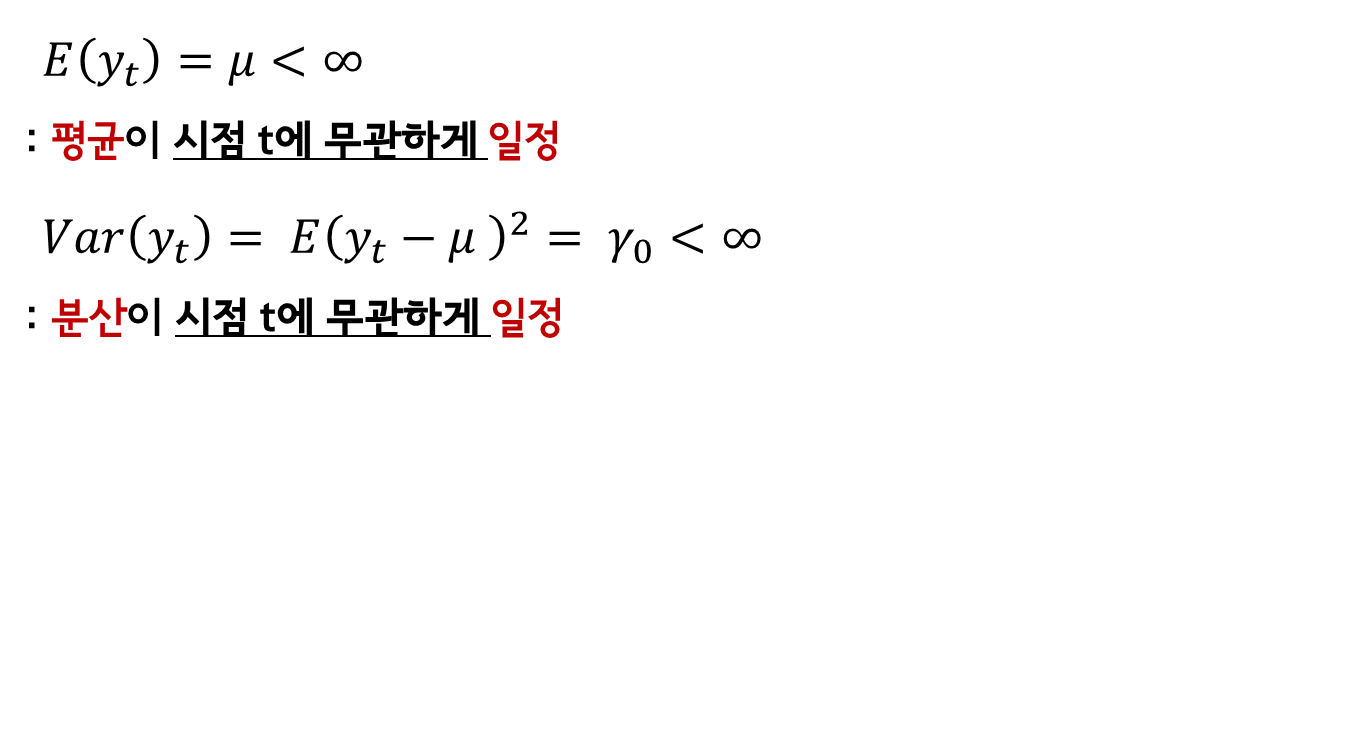 E(y_t) = μ < ∞
: 평균이 시점 t에 무관하게 일정
Var(y_t) = E(y_t − μ )² = γ₀ < ∞
: 분산이 시점 t에 무관하게 일정